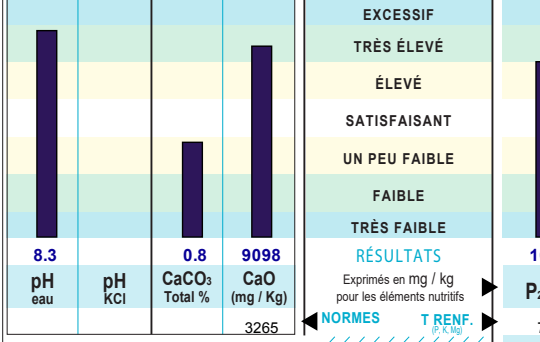 EXCESSIF
TRÈS ÉLEVÉ
ÉLEVÉ
SATISFAISANT
UN PEU FAIBLE
FAIBLE
TRÈS FAIBLE
8.3 0.8 9098 RÉSULTATS
pH eau
pH KCl
CaCO₃ Total %
CaO (mg / Kg)
Exprimés en mg / kg
pour les éléments nutritifs
3265
NORMES T RENF.
(P, K, Mg)